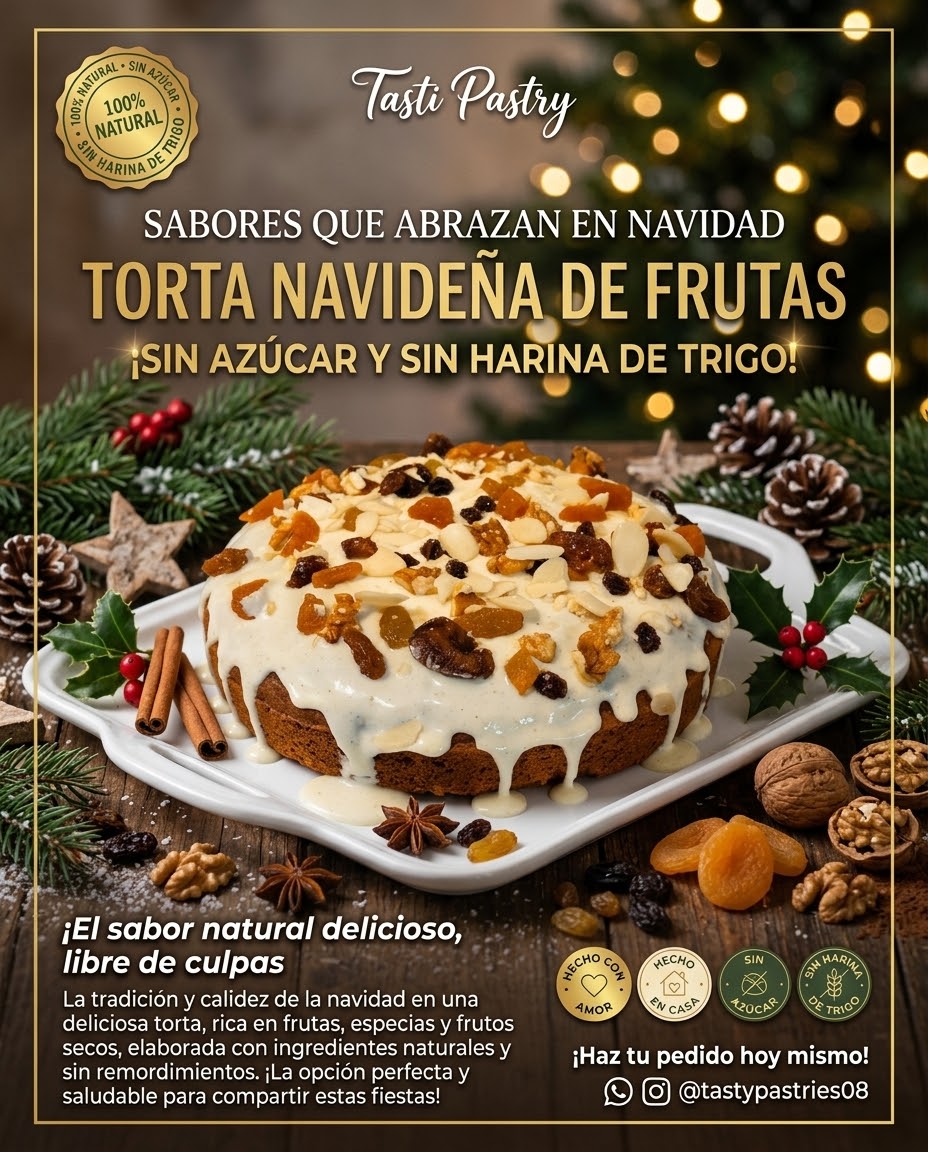 100% NATURAL • SIN AZÚCAR •
100%
NATURAL
• SIN HARINA DE TRIGO •
Tasti Pastry
SABORES QUE ABRAZAN EN NAVIDAD
TORTA NAVIDEÑA DE FRUTAS
¡SIN AZÚCAR Y SIN HARINA DE TRIGO!
¡El sabor natural delicioso,
libre de culpas
La tradición y calidez de la navidad en una
deliciosa torta, rica en frutas, especias y frutos
secos, elaborada con ingredientes naturales y
sin remordimientos. ¡La opción perfecta y
saludable para compartir estas fiestas!
HECHO CON
AMOR
HECHO
EN CASA
SIN
AZÚCAR
SIN HARINA
DE TRIGO
¡Haz tu pedido hoy mismo!
@tastypastries08